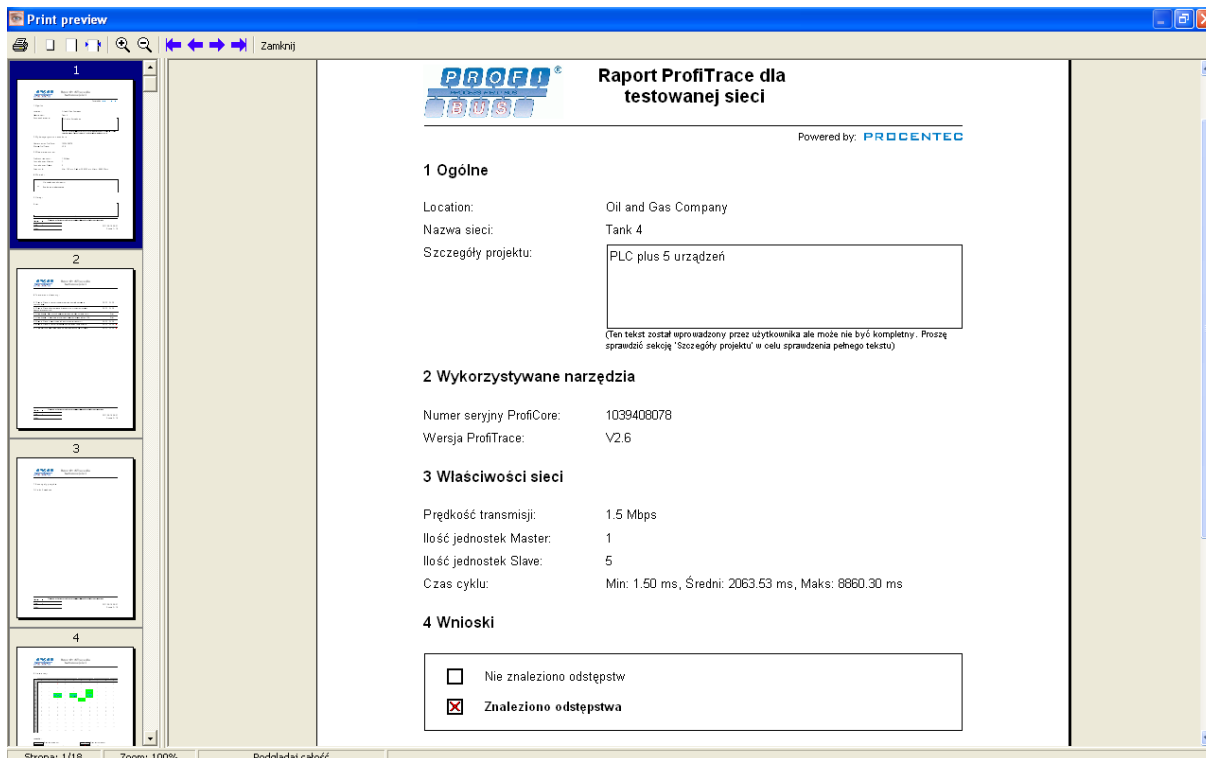 Print preview
Zamknij
1
2
3
4
PROFI®
BUS
Raport ProfiTrace dla
testowanej sieci
Powered by: PROCENTEC
1 Ogólne
Location: Oil and Gas Company
Nazwa sieci: Tank 4
Szczegóły projektu: PLC plus 5 urządzeń
(Ten tekst został wprowadzony przez użytkownika ale może nie być kompletny. Proszę
sprawdzić sekcję 'Szczegóły projektu' w celu sprawdzenia pełnego tekstu)
2 Wykorzystywane narzędzia
Numer seryjny ProfiCore: 1039408078
Wersja ProfiTrace: V2.6
3 Wlaściwości sieci
Prędkość transmisji: 1.5 Mbps
Ilość jednostek Master: 1
Ilość jednostek Slave: 5
Czas cyklu: Min: 1.50 ms, Średni: 2063.53 ms, Maks: 8860.30 ms
4 Wnioski
Nie znaleziono odstępstw
Znaleziono odstępstwa
Strona: 1/18 Zoom: 100% Podgladaj całość